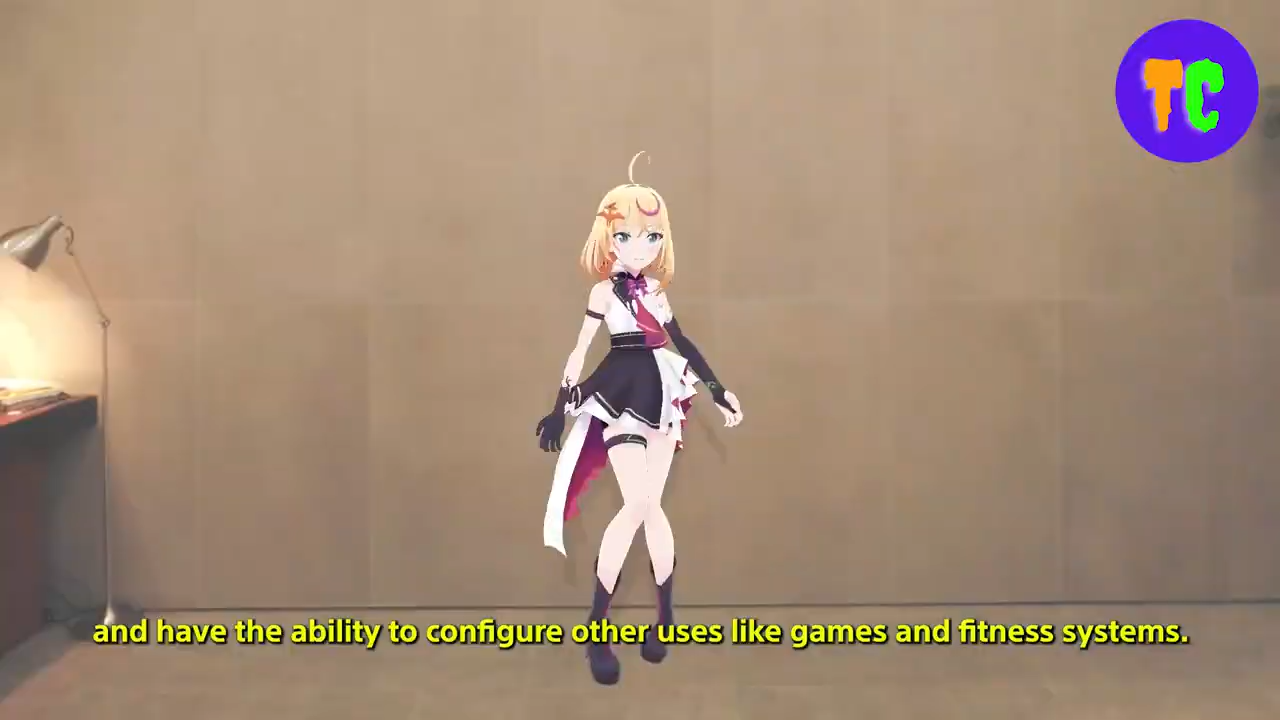 TC
and have the ability to configure other uses like games and fitness systems.